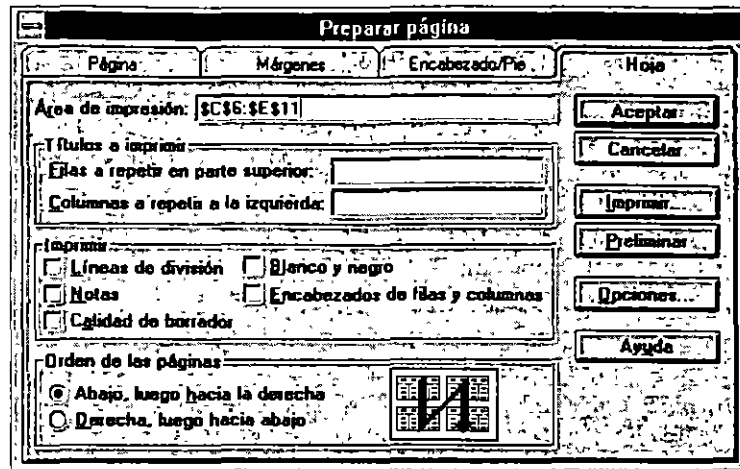 Preparar página
Página Márgenes Encabezado/Pie Hoja
Área de impresión: $C$6:$E$11
Títulos a imprimir
Filas a repetir en parte superior:
Columnas a repetir a la izquierda:
Imprimir
Líneas de división Blanco y negro
Notas Encabezados de filas y columnas
Calidad de borrador
Orden de las páginas
Abajo, luego hacia la derecha
Derecha, luego hacia abajo
Aceptar
Cancelar
Imprimir...
Preliminar
Opciones...
Ayuda